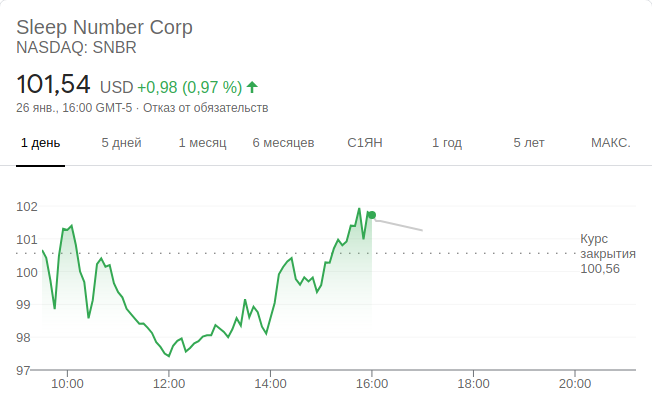 Sleep Number Corp
NASDAQ: SNBR
101,54 USD +0,98 (0,97 %)
26 янв., 16:00 GMT-5 · Отказ от обязательств
1 день 5 дней 1 месяц 6 месяцев С1ЯН 1 год 5 лет МАКС.
102
101
100
99
98
97
Курс
закрытия
100,56
10:00 12:00 14:00 16:00 18:00 20:00